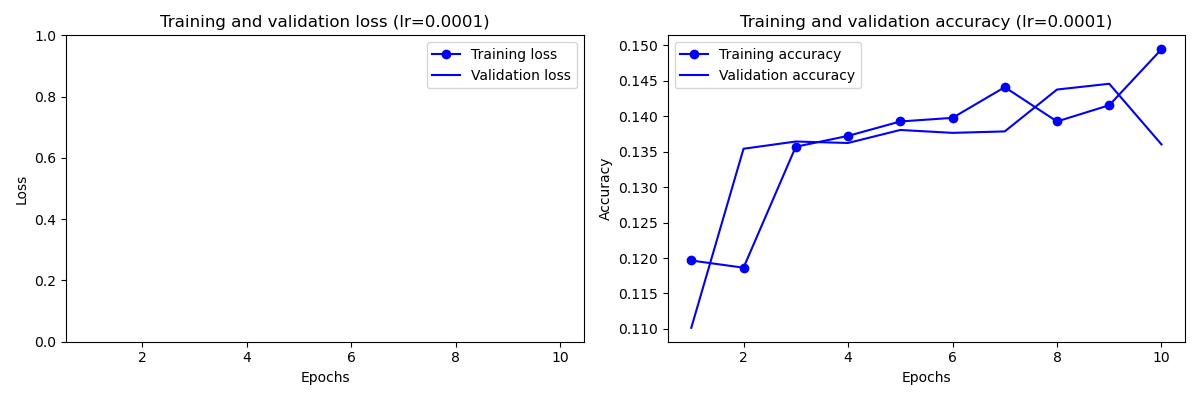 Training and validation loss (lr=0.0001)
1.0
0.8
0.6
0.4
0.2
0.0
Loss
Training loss
Validation loss
2
4
6
8
10
Epochs
Training and validation accuracy (lr=0.0001)
0.150
0.145
0.140
0.135
0.130
0.125
0.120
0.115
0.110
Accuracy
Training accuracy
Validation accuracy
2
4
6
8
10
Epochs